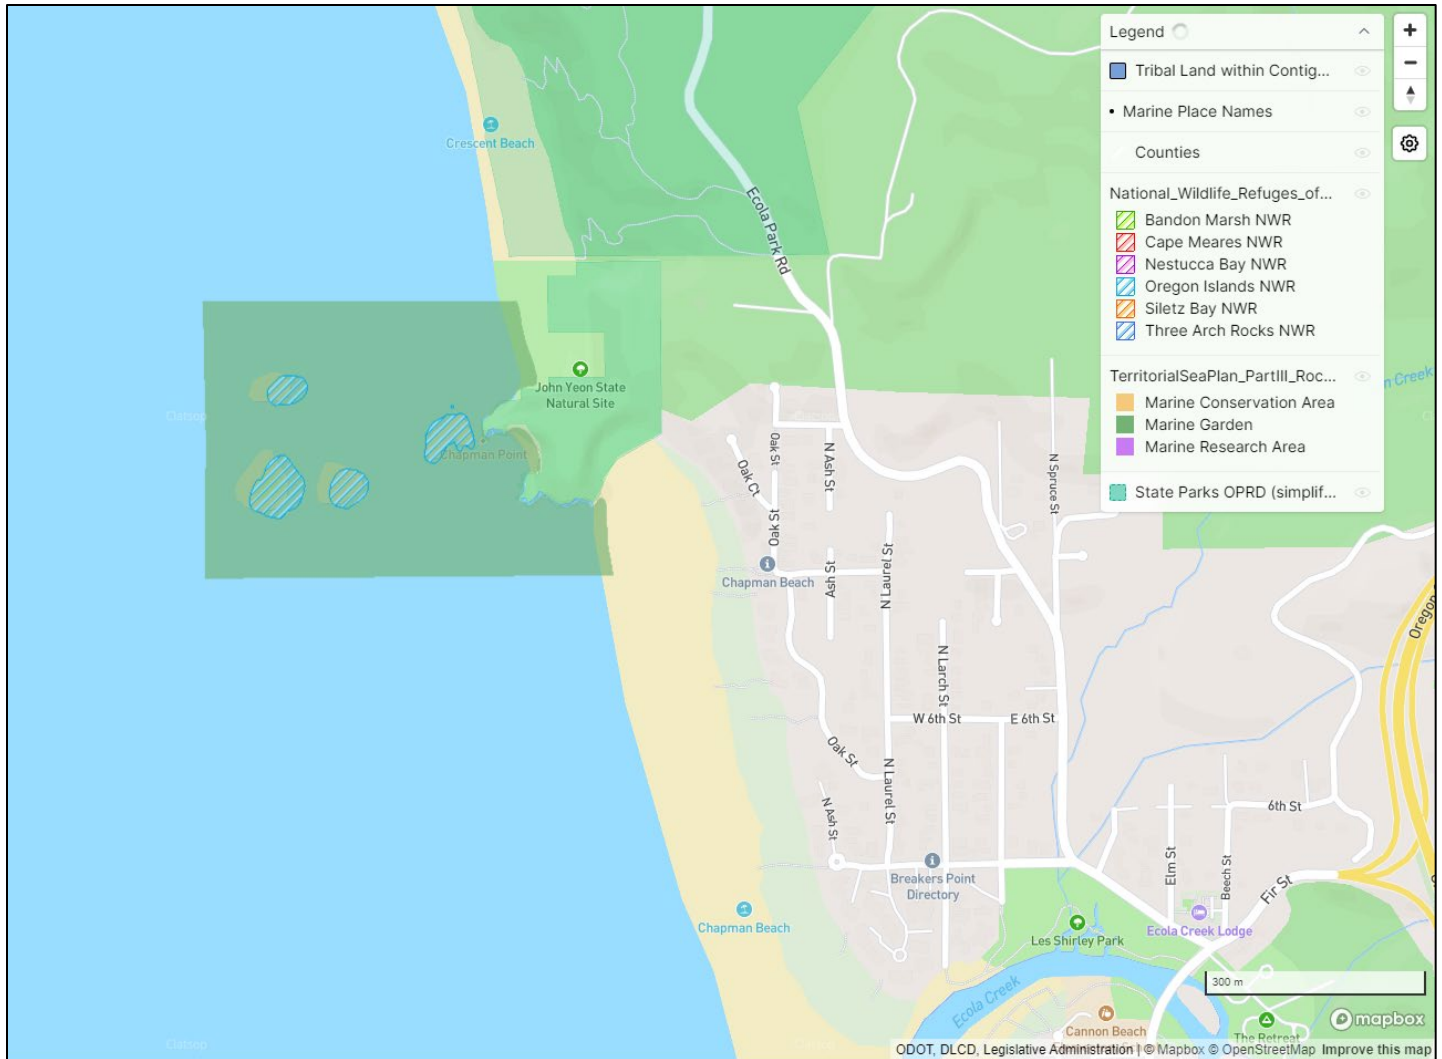 Legend
Tribal Land within Contig...
Marine Place Names
Counties
National_Wildlife_Refuges_of...
Bandon Marsh NWR
Cape Meares NWR
Nestucca Bay NWR
Oregon Islands NWR
Siletz Bay NWR
Three Arch Rocks NWR
TerritorialSeaPlan_PartIII_Roc...
Marine Conservation Area
Marine Garden
Marine Research Area
State Parks OPRD (simplif...
Crescent Beach
Ecola Park Rd
John Yeon State
Natural Site
Clatsop
Chapman Point
Oak St
N Ash St
Oak Ct
N Spruce St
Oak St
Chapman Beach
Ash St
N Laurel St
N Larch St
W 6th St
E 6th St
Oak St
N Laurel St
N Ash St
6th St
Elm St
Beech St
Fir St
Breakers Point
Directory
Chapman Beach
Les Shirley Park
Ecola Creek Lodge
Ecola Creek
300 m
Cannon Beach
The Retreat
mapbox
Clatsop
ODOT, DLCD, Legislative Administration | © Mapbox © OpenStreetMap Improve this map